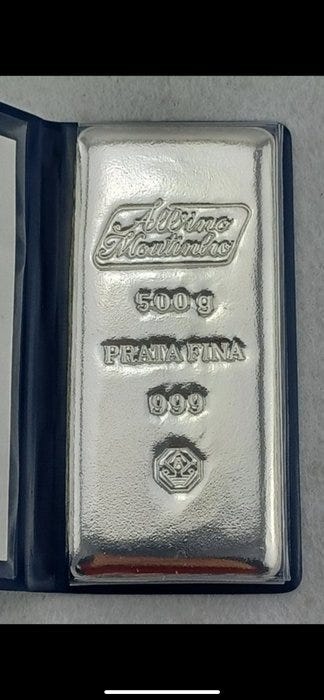 Albino
Moutinho
500 g
PRATA FINA
999